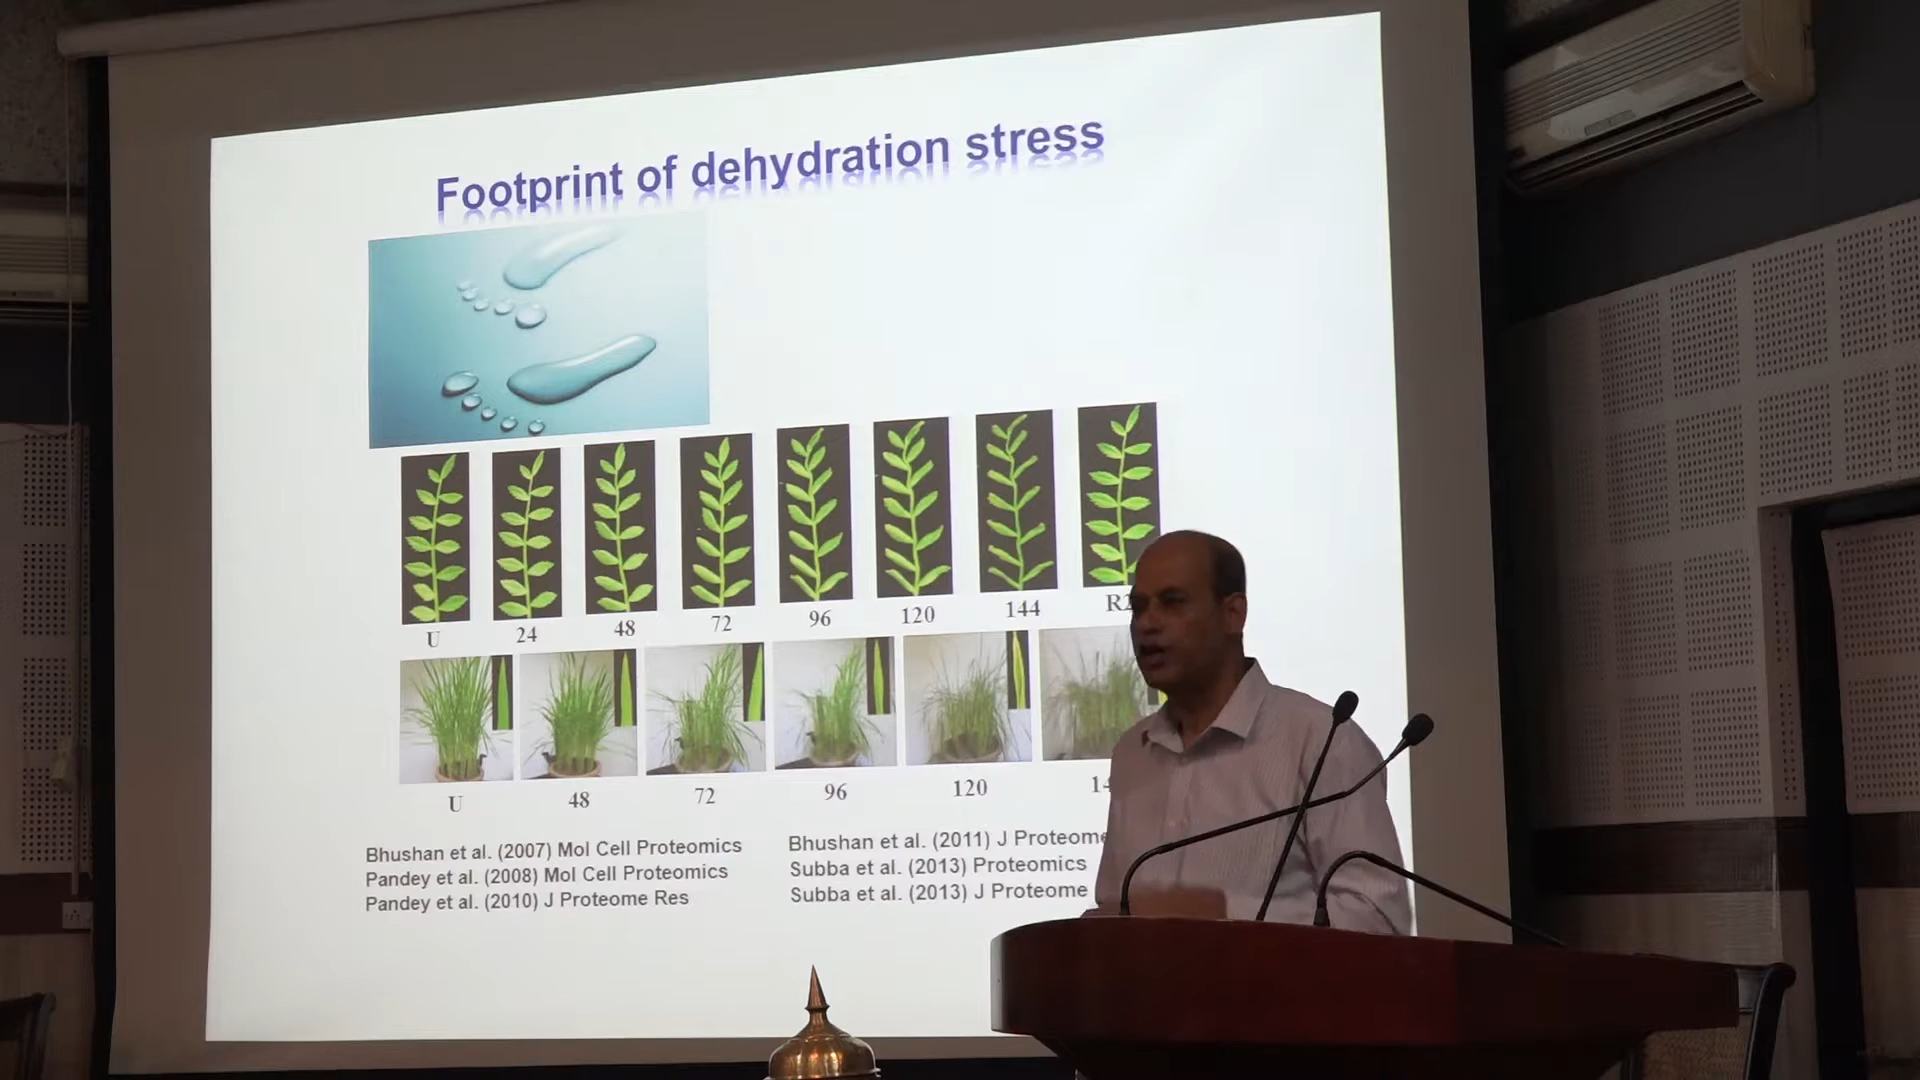 Footprint of dehydration stress
U 24 48 72 96 120 144
U 48 72 96 120
Bhushan et al. (2007) Mol Cell Proteomics
Pandey et al. (2008) Mol Cell Proteomics
Pandey et al. (2010) J Proteome Res
Bhushan et al. (2011) J Proteome
Subba et al. (2013) Proteomics
Subba et al. (2013) J Proteome